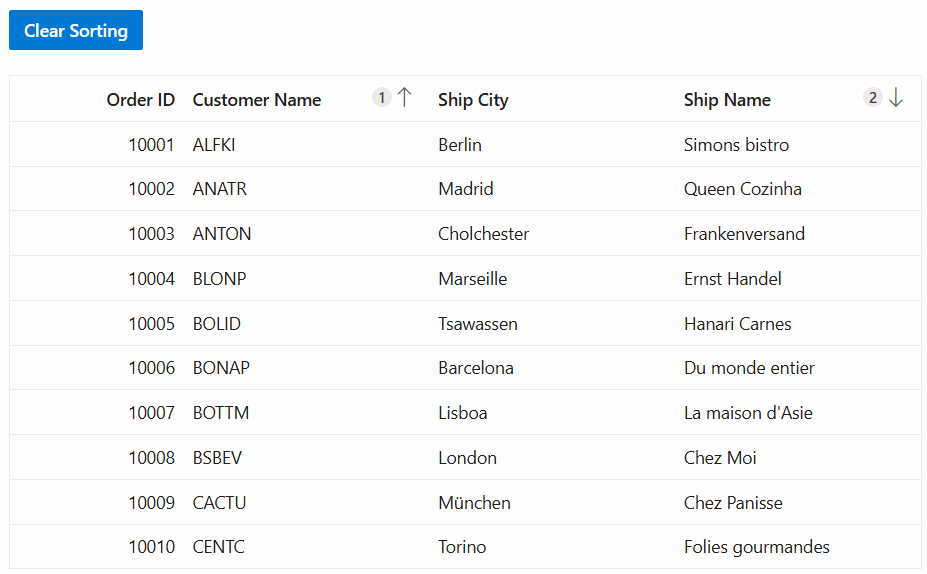 Clear Sorting
Order ID Customer Name 1 ↑ Ship City Ship Name 2 ↓
10001 ALFKI Berlin Simons bistro
10002 ANATR Madrid Queen Cozinha
10003 ANTON Cholchester Frankenversand
10004 BLONP Marseille Ernst Handel
10005 BOLID Tsawassen Hanari Carnes
10006 BONAP Barcelona Du monde entier
10007 BOTTM Lisboa La maison d'Asie
10008 BSBEV London Chez Moi
10009 CACTU München Chez Panisse
10010 CENTC Torino Folies gourmandes